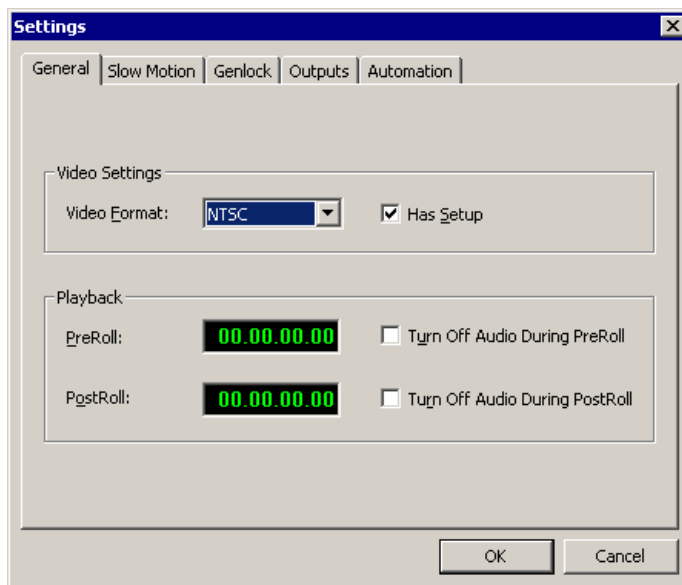 Settings
General Slow Motion Genlock Outputs Automation
Video Settings
Video Format: NTSC Has Setup
Playback
PreRoll: 00.00.00.00 Turn Off Audio During PreRoll
PostRoll: 00.00.00.00 Turn Off Audio During PostRoll
OK Cancel